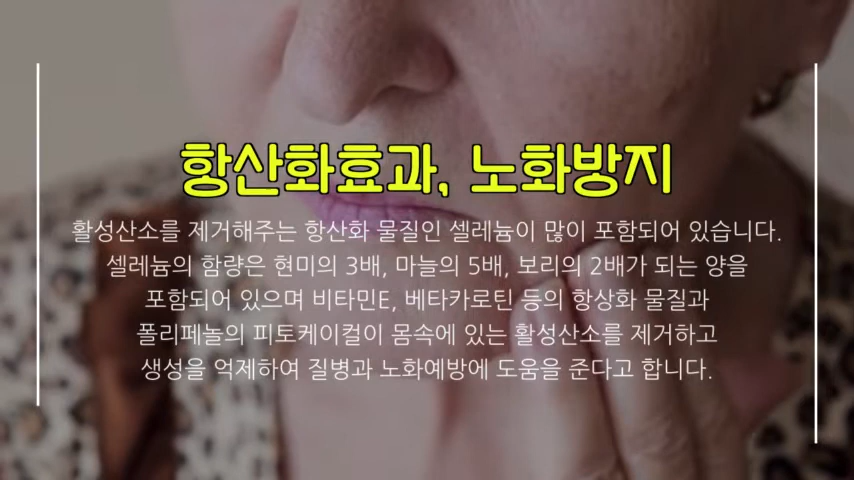 항산화효과, 노화방지
활성산소를 제거해주는 항산화 물질인 셀레늄이 많이 포함되어 있습니다.
셀레늄의 함량은 현미의 3배, 마늘의 5배, 보리의 2배가 되는 양을
포함되어 있으며 비타민E, 베타카로틴 등의 항상화 물질과
폴리페놀의 피토케이컬이 몸속에 있는 활성산소를 제거하고
생성을 억제하여 질병과 노화예방에 도움을 준다고 합니다.